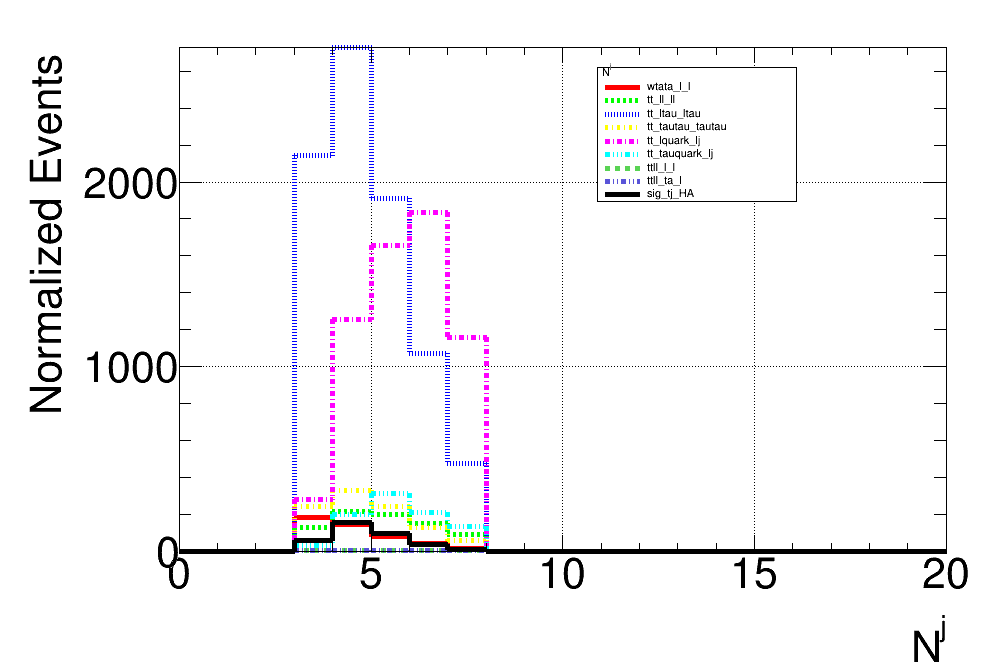 Normalized Events
2000
1000
0
0 5 10 15 20
N^j
N^j
wtata_l_l
tt_ll_ll
tt_ltau_ltau
tt_tautau_tautau
tt_lquark_lj
tt_tauquark_lj
ttll_l_l
ttll_ta_l
sig_tj_HA